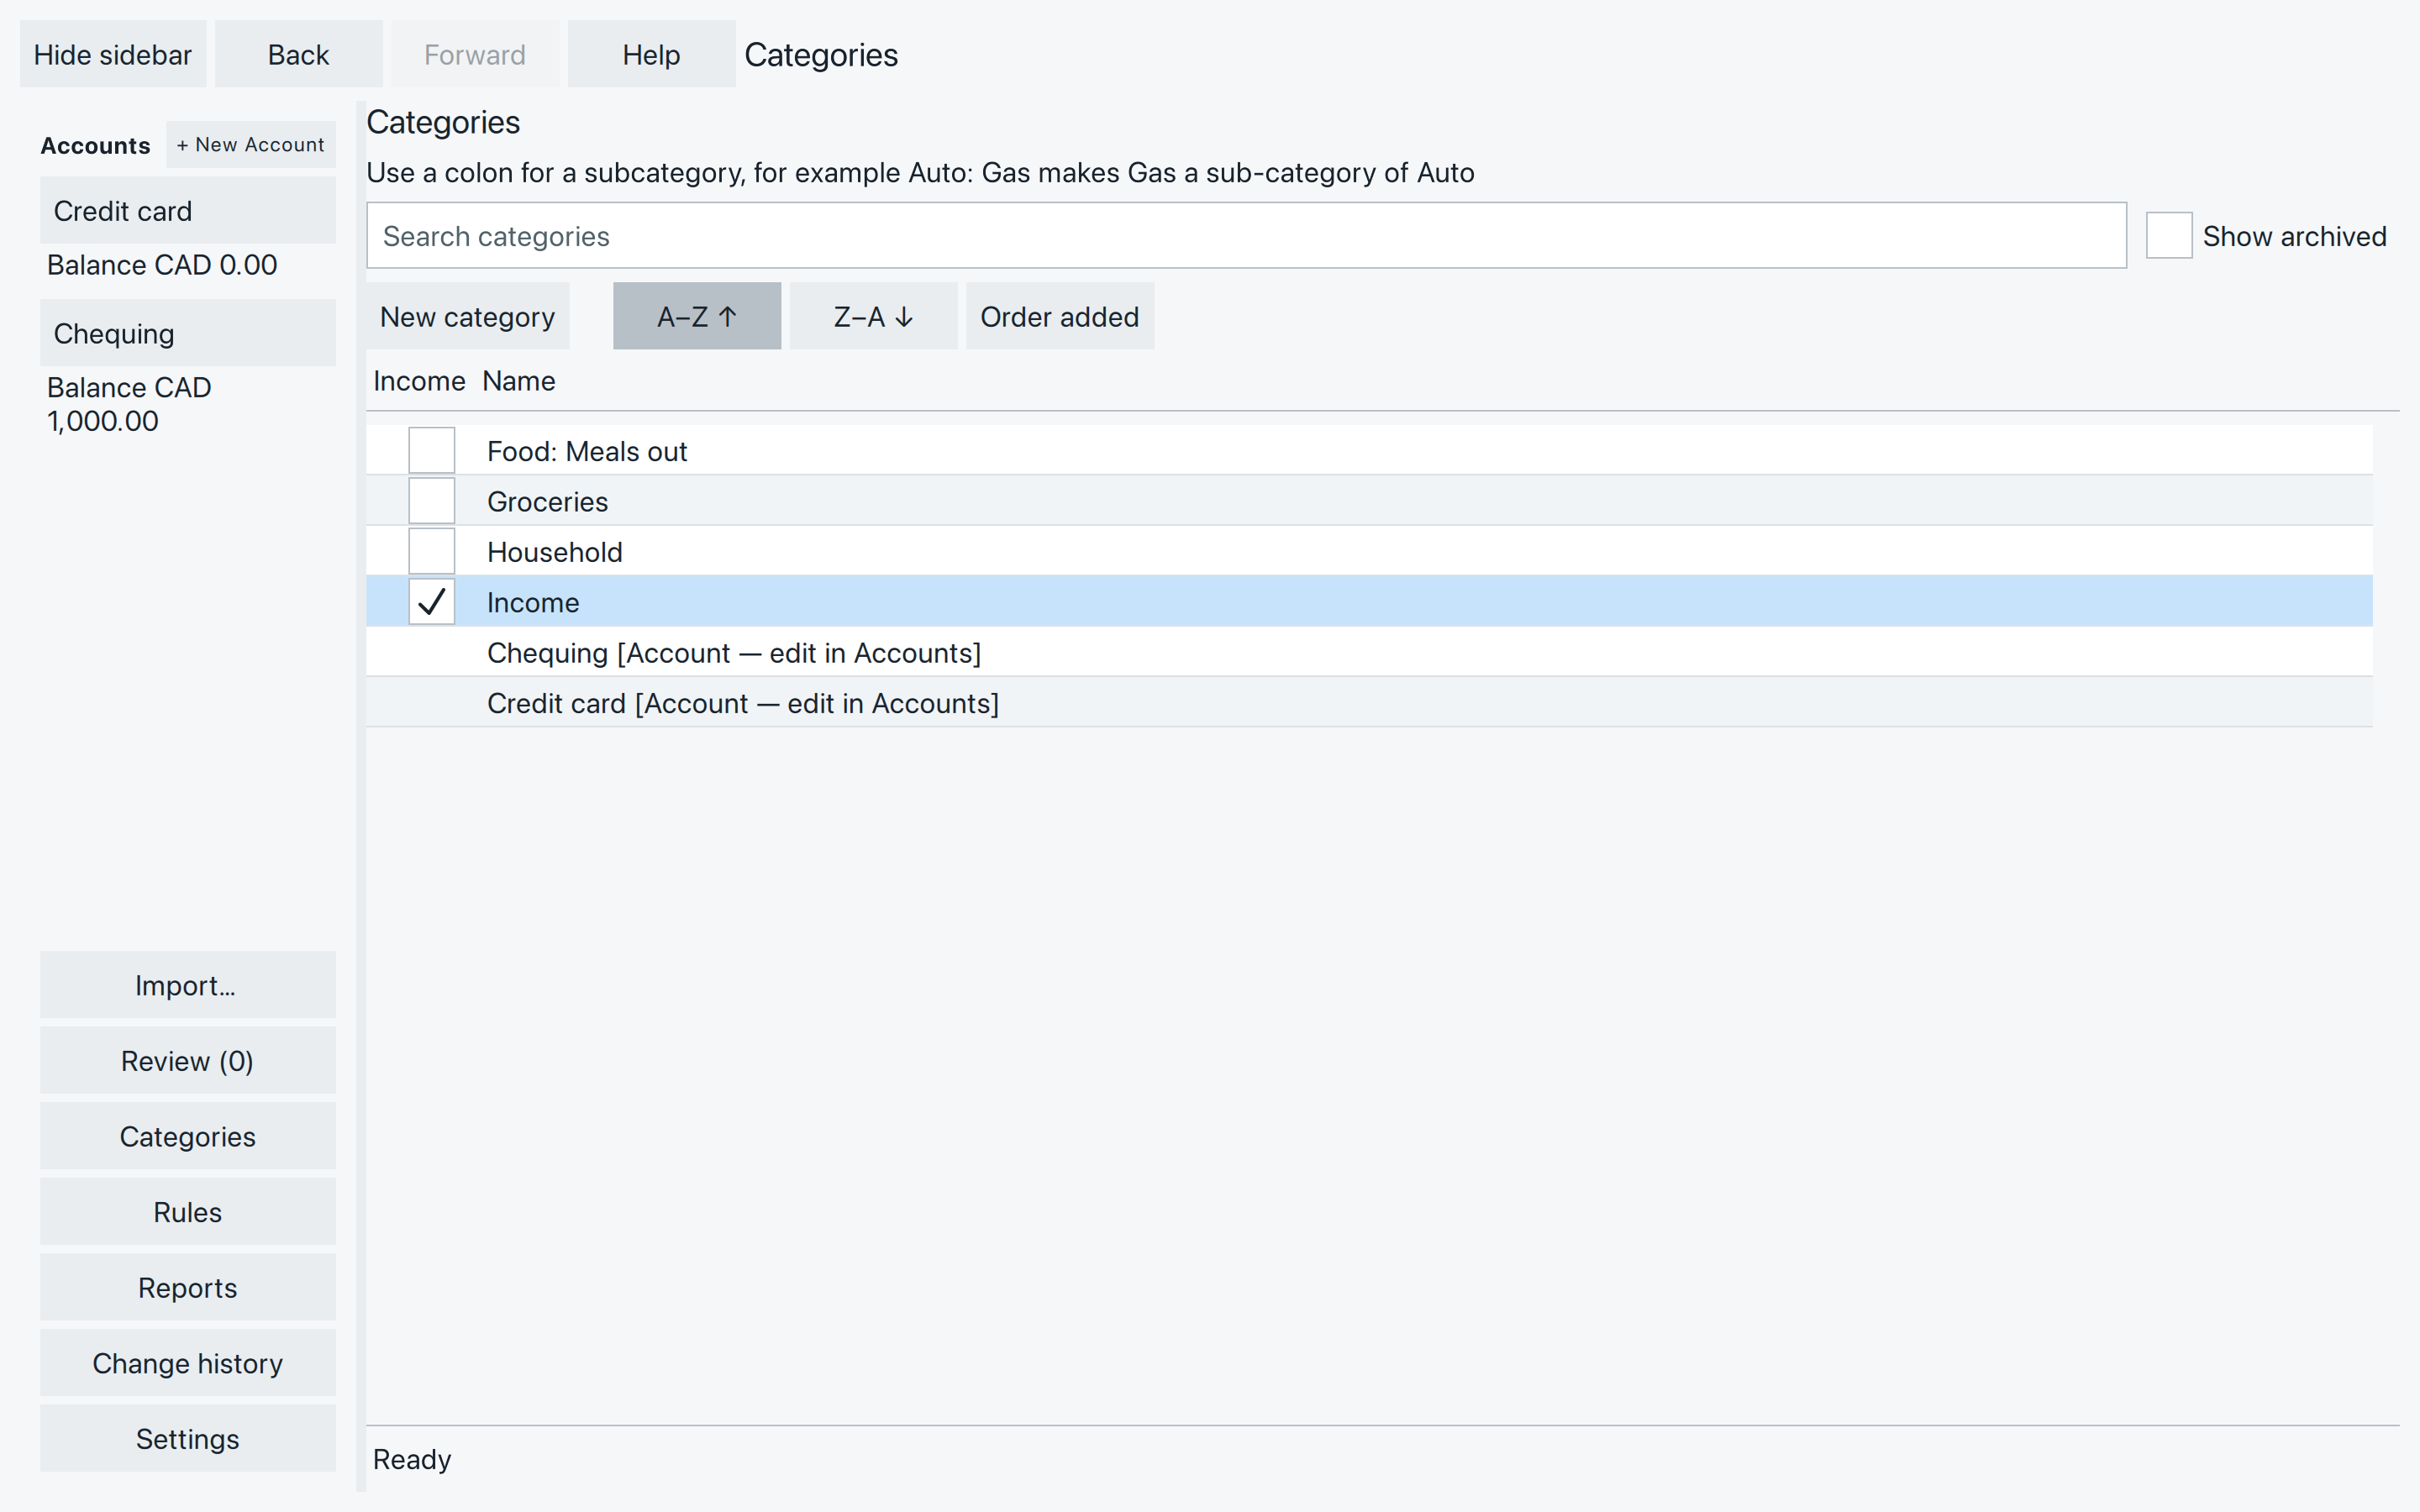 Hide sidebar
Back
Forward
Help
Categories
Accounts
+ New Account
Credit card
Balance CAD 0.00
Chequing
Balance CAD
1,000.00
Import...
Review (0)
Categories
Rules
Reports
Change history
Settings
Categories
Use a colon for a subcategory, for example Auto: Gas makes Gas a sub-category of Auto
Search categories
Show archived
New category
A–Z ↑
Z–A ↓
Order added
Income Name
Food: Meals out
Groceries
Household
Income
Chequing [Account — edit in Accounts]
Credit card [Account — edit in Accounts]
Ready